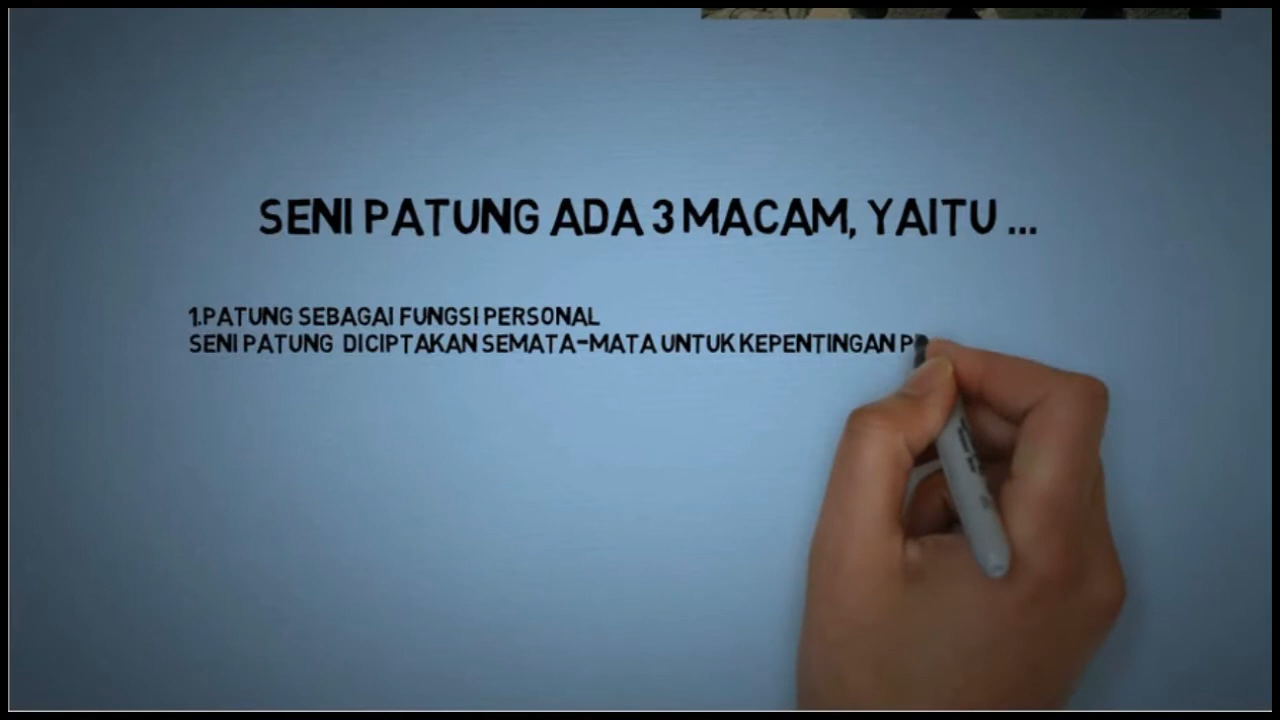 SENI PATUNG ADA 3 MACAM, YAITU ...
1.PATUNG SEBAGAI FUNGSI PERSONAL
SENI PATUNG DICIPTAKAN SEMATA-MATA UNTUK KEPENTINGAN